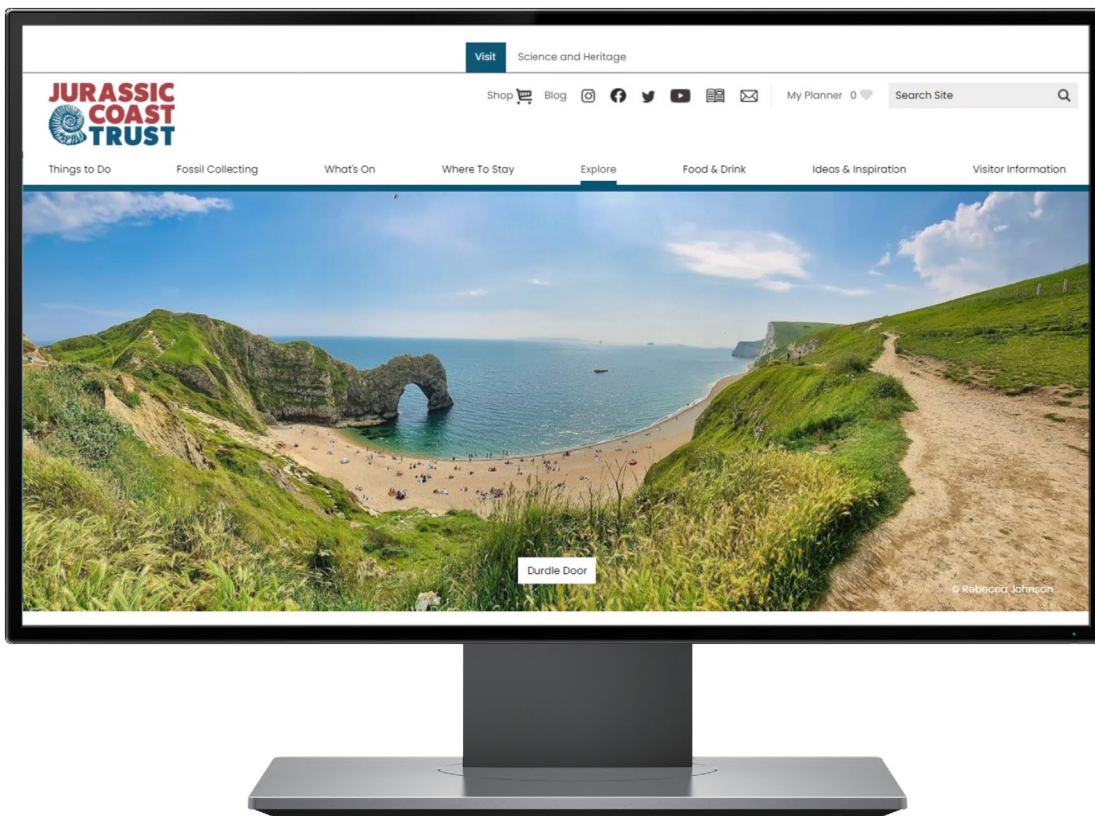 Visit Science and Heritage
JURASSIC
COAST
TRUST
Shop Blog My Planner 0 Search Site
Things to Do Fossil Collecting What's On Where To Stay Explore Food & Drink Ideas & Inspiration Visitor Information
Durdle Door
© Rebecca Johnson